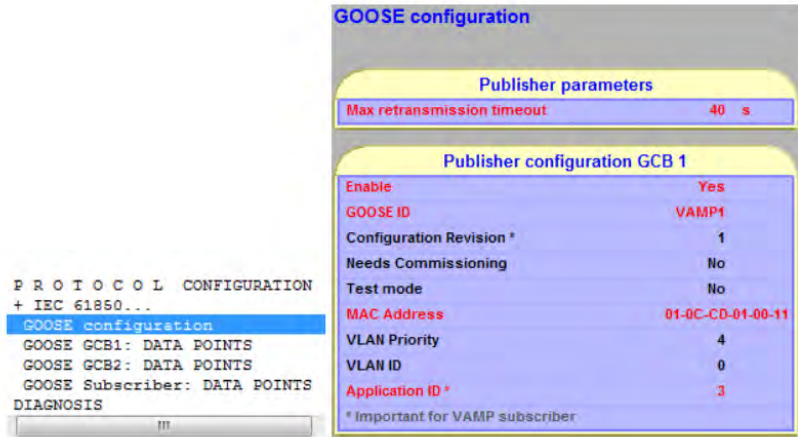 P R O T O C O L CONFIGURATION
+ IEC 61850...
GOOSE configuration
GOOSE GCB1: DATA POINTS
GOOSE GCB2: DATA POINTS
GOOSE Subscriber: DATA POINTS
DIAGNOSIS
GOOSE configuration
Publisher parameters
Max retransmission timeout 40 s
Publisher configuration GCB 1
Enable Yes
GOOSE ID VAMP1
Configuration Revision * 1
Needs Commissioning No
Test mode No
MAC Address 01-0C-CD-01-00-11
VLAN Priority 4
VLAN ID 0
Application ID * 3
* Important for VAMP subscriber